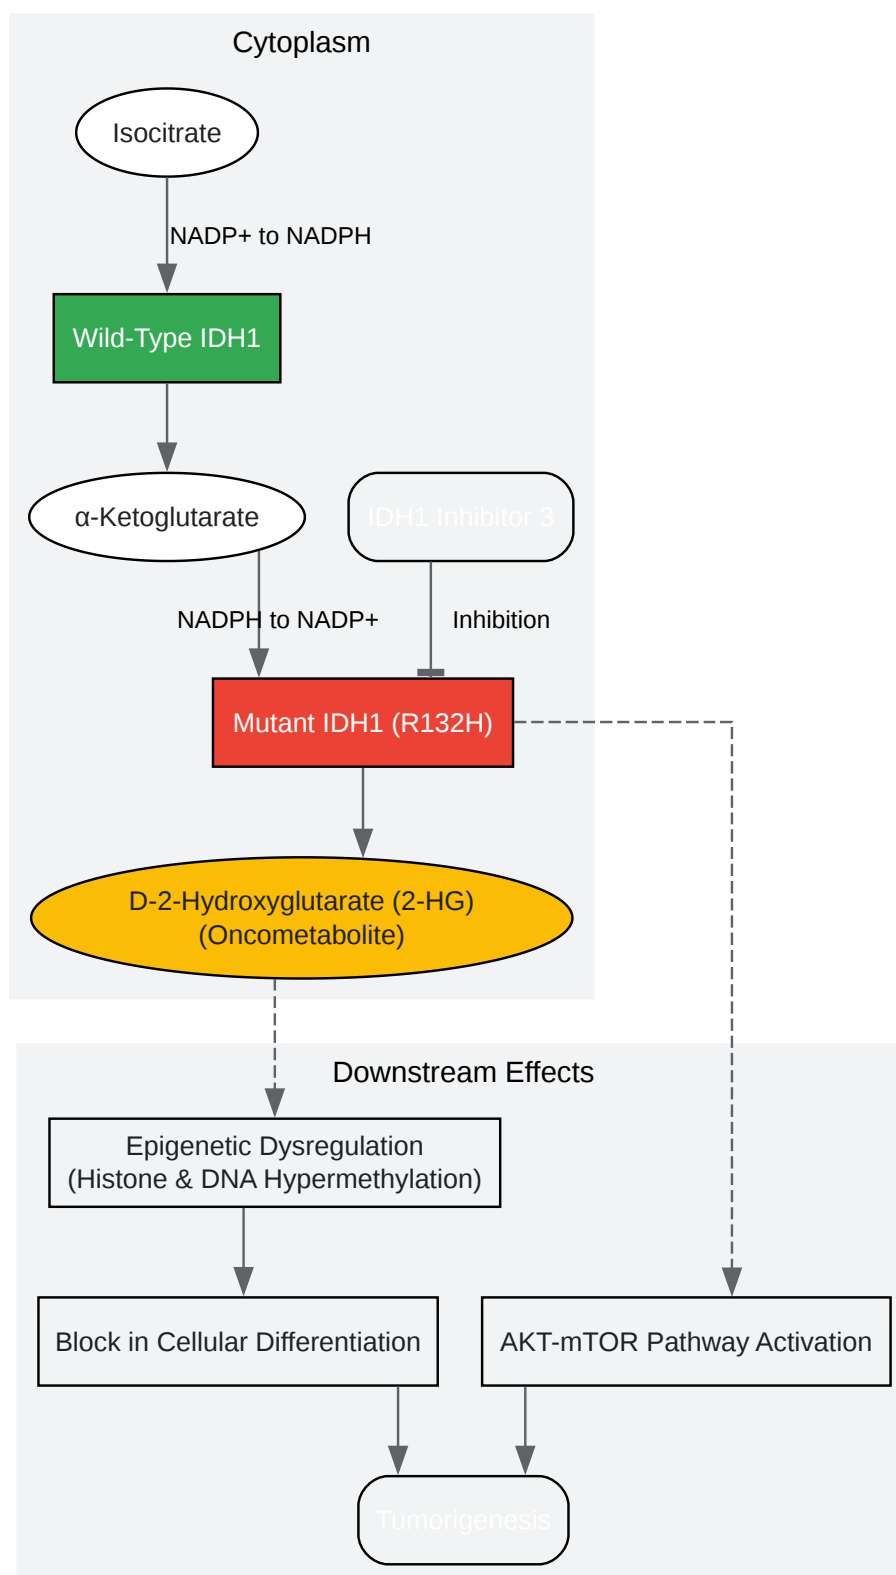 Cytoplasm
Isocitrate
NADP+ to NADPH
Wild-Type IDH1
α-Ketoglutarate
IDH1 Inhibitor 3
NADPH to NADP+
Inhibition
Mutant IDH1 (R132H)
D-2-Hydroxyglutarate (2-HG)
(Oncometabolite)
Downstream Effects
Epigenetic Dysregulation
(Histone & DNA Hypermethylation)
Block in Cellular Differentiation
AKT-mTOR Pathway Activation
Tumorigenesis